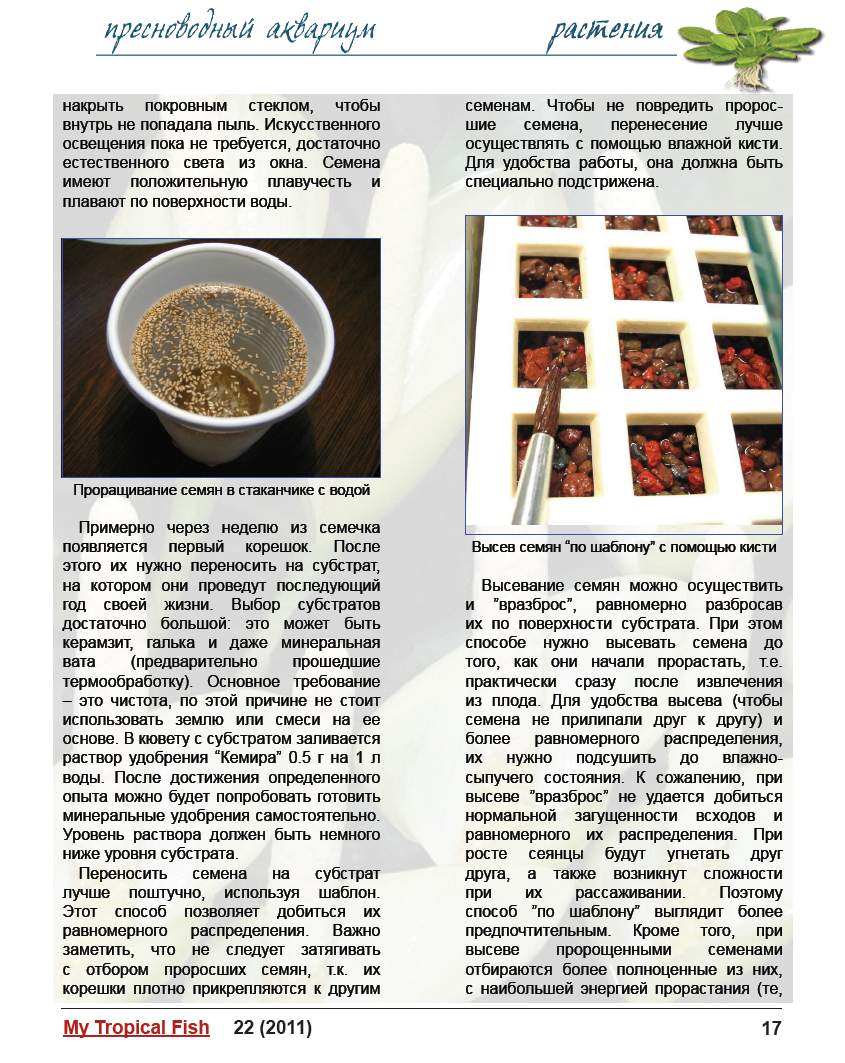 пресноводный аквариум
растения
накрыть покровным стеклом, чтобы
внутрь не попадала пыль. Искусственного
освещения пока не требуется, достаточно
естественного света из окна. Семена
имеют положительную плавучесть и
плавают по поверхности воды.
Проращивание семян в стаканчике с водой
Примерно через неделю из семечка
появляется первый корешок. После
этого их нужно переносить на субстрат,
на котором они проведут последующий
год своей жизни. Выбор субстратов
достаточно большой: это может быть
керамзит, галька и даже минеральная
вата (предварительно прошедшие
термообработку). Основное требование
– это чистота, по этой причине не стоит
использовать землю или смеси на ее
основе. В кювету с субстратом заливается
раствор удобрения “Кемира” 0.5 г на 1 л
воды. После достижения определенного
опыта можно будет попробовать готовить
минеральные удобрения самостоятельно.
Уровень раствора должен быть немного
ниже уровня субстрата.
Переносить семена на субстрат
лучше поштучно, используя шаблон.
Этот способ позволяет добиться их
равномерного распределения. Важно
заметить, что не следует затягивать
с отбором проросших семян, т.к. их
корешки плотно прикрепляются к другим
семенам. Чтобы не повредить пророс-
шие семена, перенесение лучше
осуществлять с помощью влажной кисти.
Для удобства работы, она должна быть
специально подстрижена.
Высев семян “по шаблону” с помощью кисти
Высевание семян можно осуществить
и ”вразброс”, равномерно разбросав
их по поверхности субстрата. При этом
способе нужно высевать семена до
того, как они начали прорастать, т.е.
практически сразу после извлечения
из плода. Для удобства высева (чтобы
семена не прилипали друг к другу) и
более равномерного распределения,
их нужно подсушить до влажно-
сыпучего состояния. К сожалению, при
высеве ”вразброс” не удается добиться
нормальной загущенности всходов и
равномерного их распределения. При
росте сеянцы будут угнетать друг
друга, а также возникнут сложности
при их рассаживании. Поэтому
способ ”по шаблону” выглядит более
предпочтительным. Кроме того, при
высеве пророщенными семенами
отбираются более полноценные из них,
с наибольшей энергией прорастания (те,
My Tropical Fish 22 (2011)
17